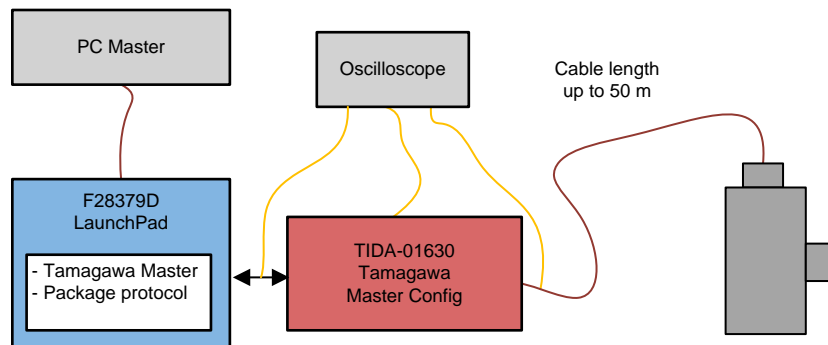 PC Master
Oscilloscope
Cable length
up to 50 m
F28379D
LaunchPad
- Tamagawa Master
- Package protocol
TIDA-01630
Tamagawa
Master Config